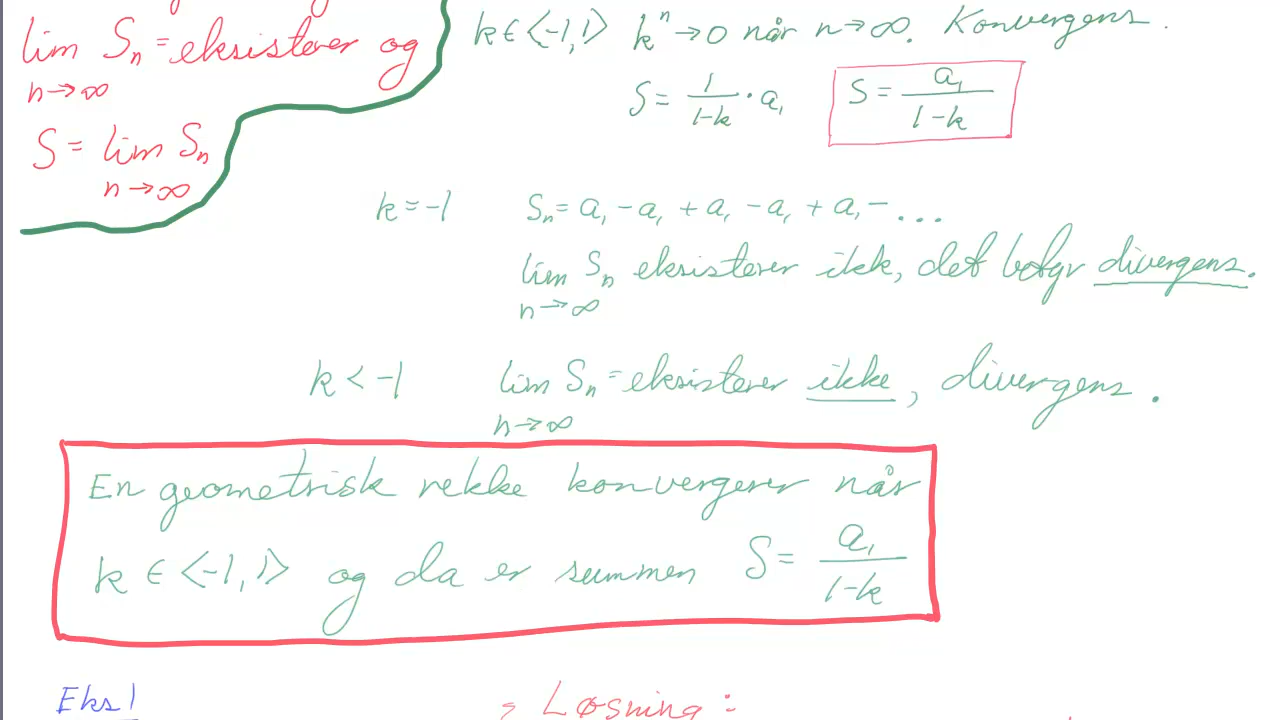 lim Sₙ = eksisterer og
n→∞
S = lim Sₙ
n→∞
k ∈ ⟨-1,1⟩ kⁿ → 0 når n → ∞. Konvergens.
S = 1/(1-k) · a₁ S = a₁/(1-k)
k = -1 Sₙ = a₁ - a₁ + a₁ - a₁ + a₁ - ...
lim Sₙ eksisterer ikke, det betyr divergens.
n→∞
k < -1 lim Sₙ = eksisterer ikke, divergens.
n→∞
En geometrisk rekke konvergerer når
k ∈ ⟨-1,1⟩ og da er summen S = a₁/(1-k)
Eks 1
Løsning: